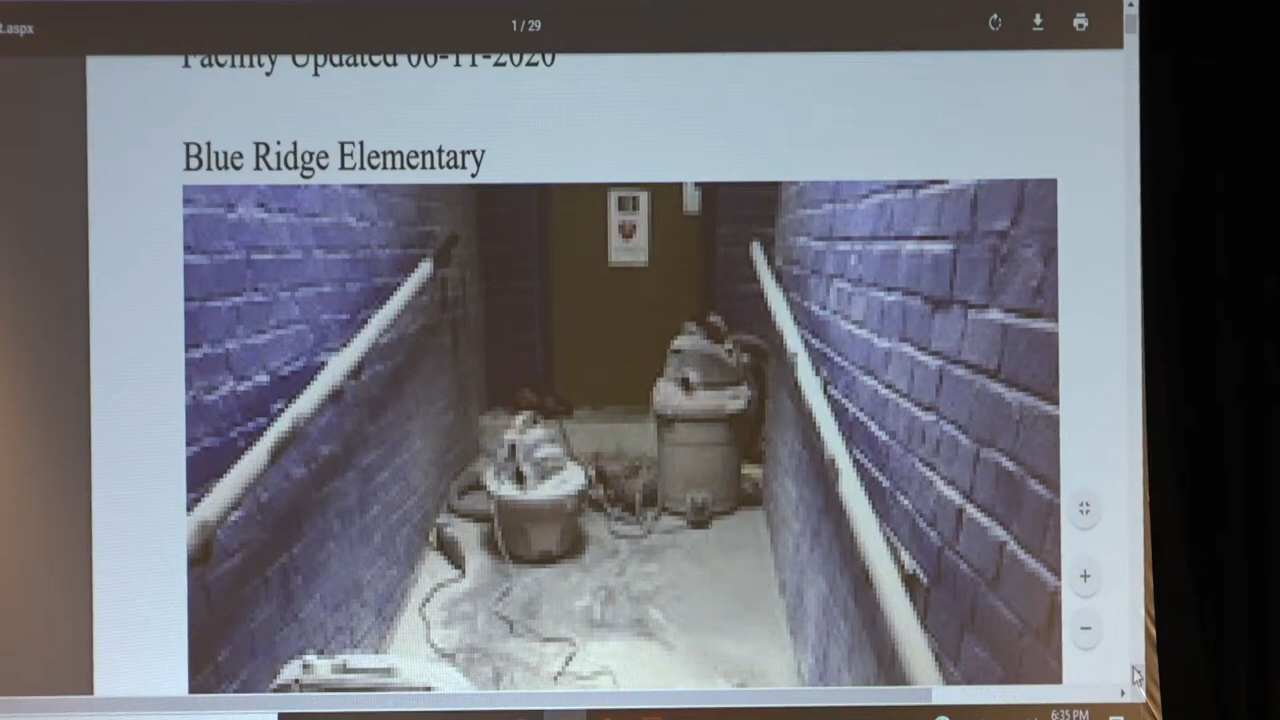 t.aspx
1 / 29
Facility Updated 06-11-2020
Blue Ridge Elementary
6:35 PM